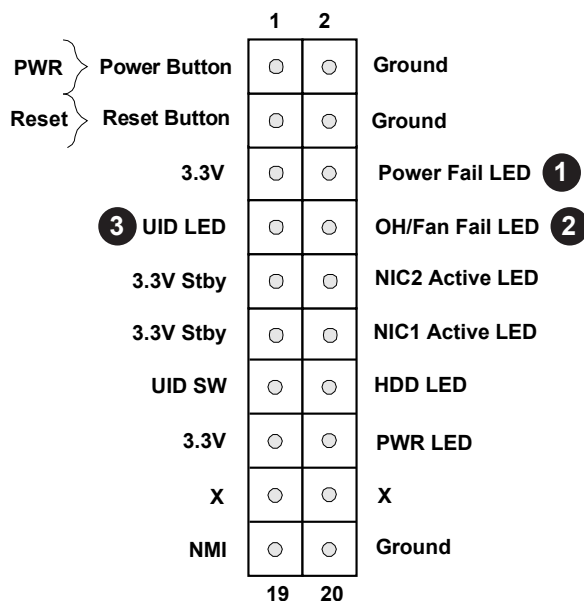 1 2
PWR Power Button Ground
Reset Reset Button Ground
3.3V Power Fail LED 1
3 UID LED OH/Fan Fail LED 2
3.3V Stby NIC2 Active LED
3.3V Stby NIC1 Active LED
UID SW HDD LED
3.3V PWR LED
X X
NMI Ground
19 20